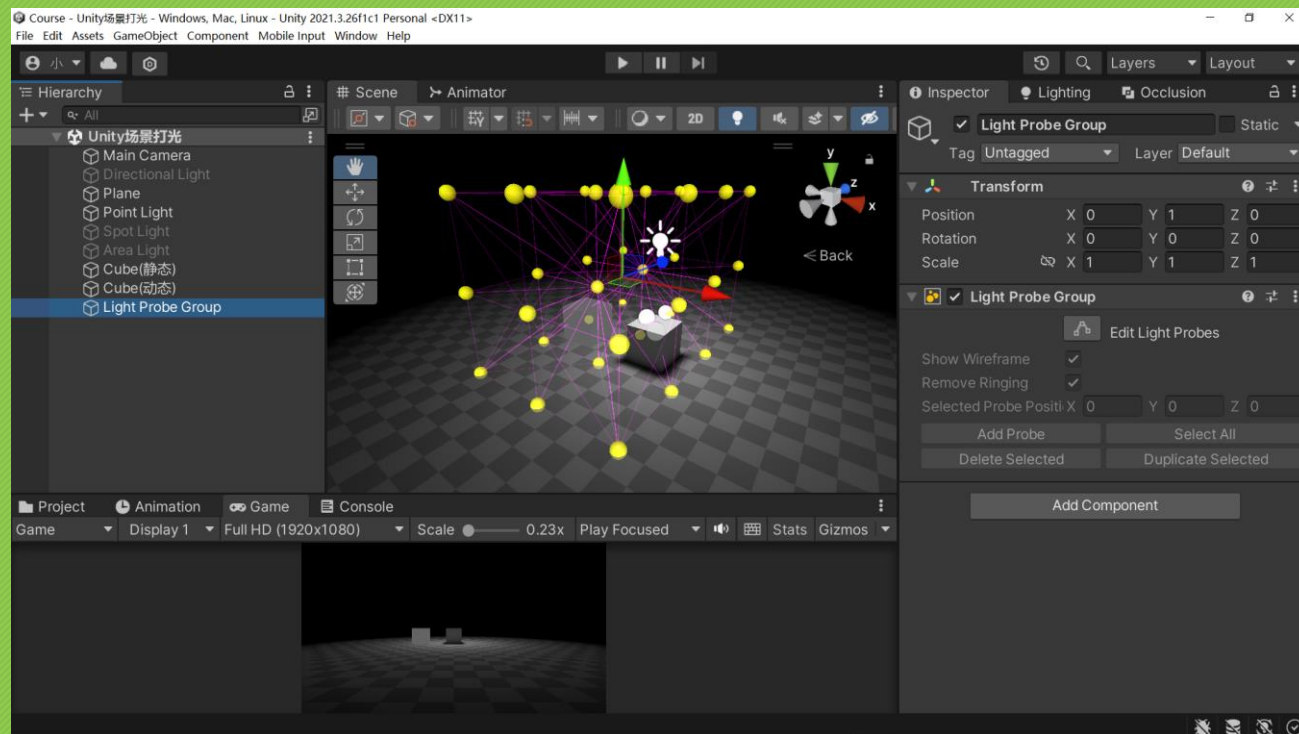 Course - Unity场景打光 - Windows, Mac, Linux - Unity 2021.3.26f1c1 Personal <DX11>
File Edit Assets GameObject Component Mobile Input Window Help
小 Layers Layout
Hierarchy
All
Unity场景打光
Main Camera
Directional Light
Plane
Point Light
Spot Light
Area Light
Cube(静态)
Cube(动态)
Light Probe Group
Scene Animator
2D
y
z
x
Back
Inspector Lighting Occlusion
Light Probe Group Static
Tag Untagged Layer Default
Transform
Position X 0 Y 1 Z 0
Rotation X 0 Y 0 Z 0
Scale X 1 Y 1 Z 1
Light Probe Group
Edit Light Probes
Show Wireframe
Remove Ringing
Selected Probe Positi X 0 Y 0 Z 0
Add Probe Select All
Delete Selected Duplicate Selected
Add Component
Project Animation Game Console
Game Display 1 Full HD (1920x1080) Scale 0.23x Play Focused Stats Gizmos